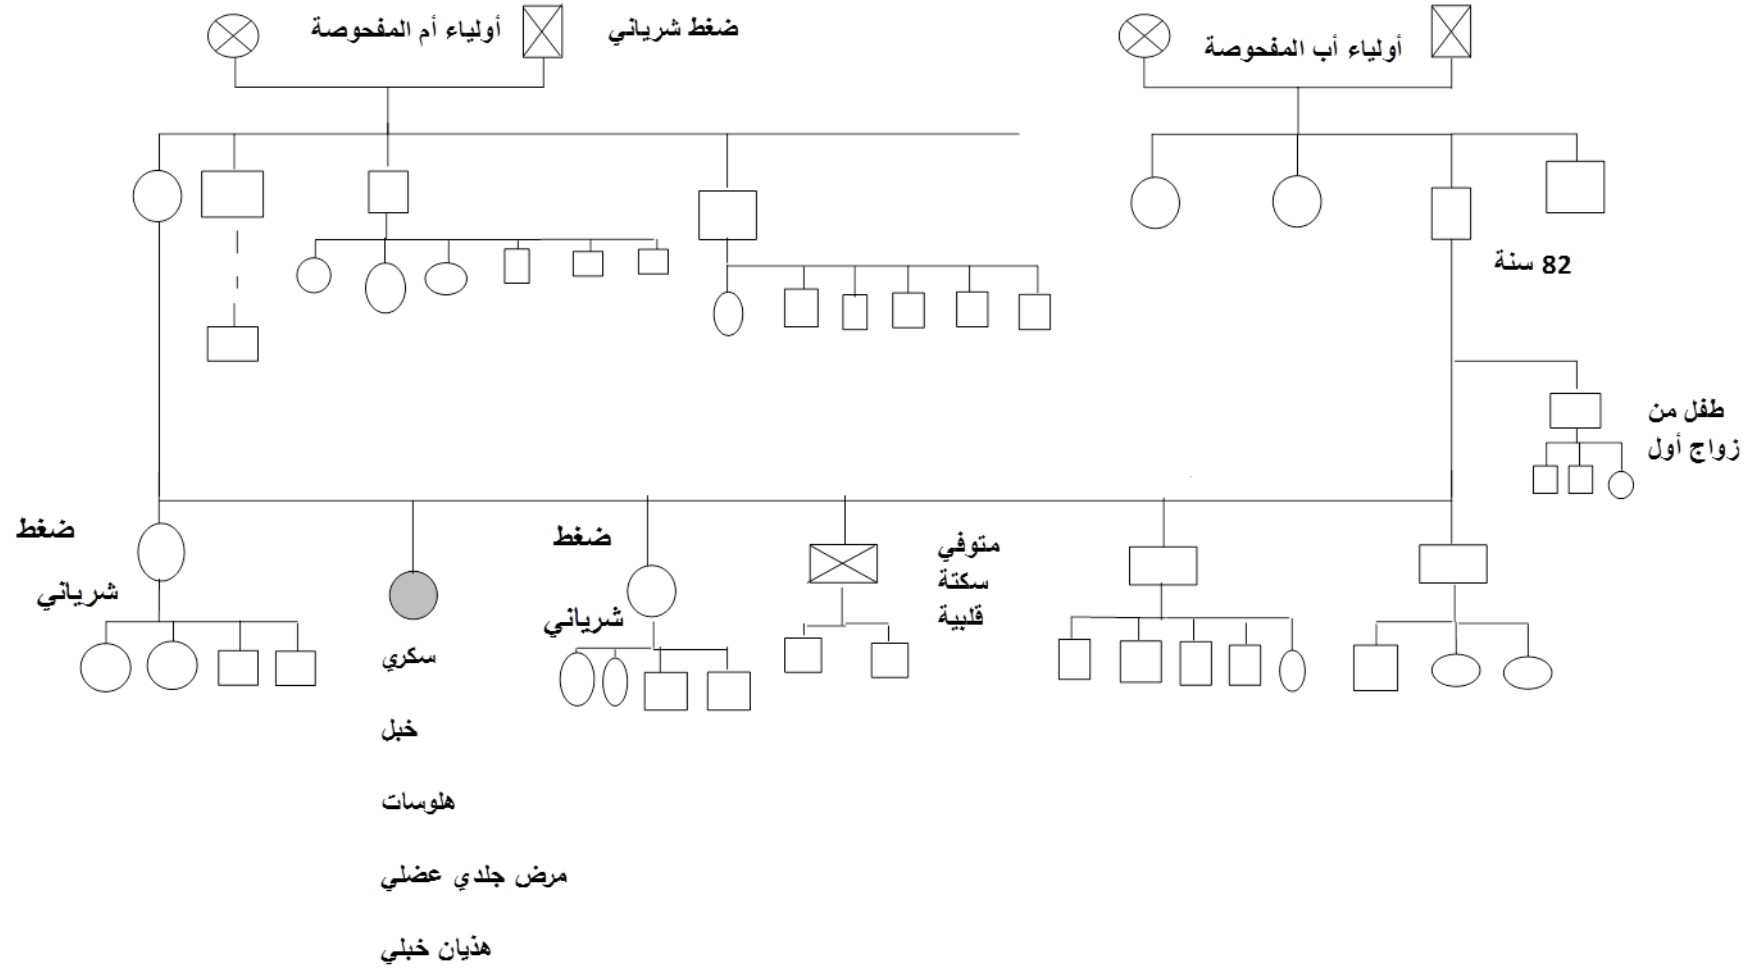 أولياء أب المفحوصة
ضغط شرياني
أولياء أم المفحوصة
82 سنة
طفل من
زواج أول
متوفي
سكتة
قلبية
ضغط
شرياني
ضغط
شرياني
سكري
خبل
هلوسات
مرض جلدي عضلي
هذيان خبلي